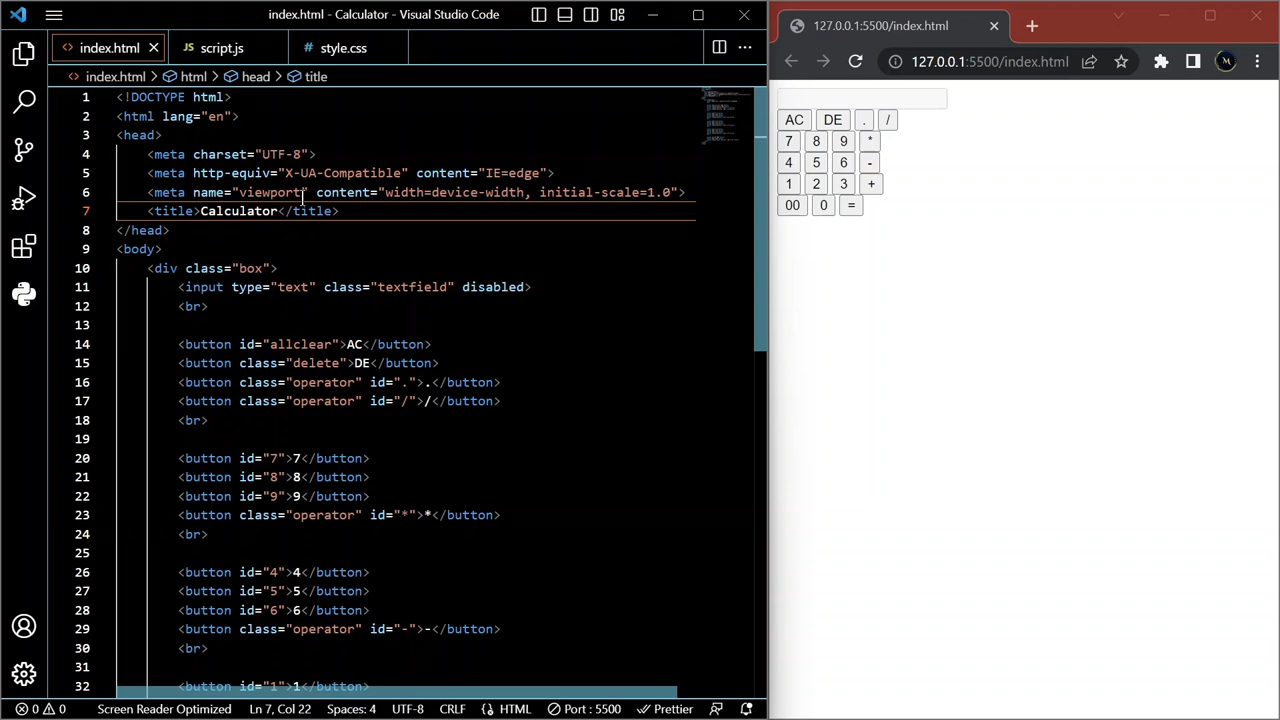 index.html - Calculator - Visual Studio Code
<> index.html
JS script.js
# style.css
<> index.html > html > head > title
1 <!DOCTYPE html>
2 <html lang="en">
3 <head>
4 <meta charset="UTF-8">
5 <meta http-equiv="X-UA-Compatible" content="IE=edge">
6 <meta name="viewport" content="width=device-width, initial-scale=1.0">
7 <title>Calculator</title>
8 </head>
9 <body>
10 <div class="box">
11 <input type="text" class="textfield" disabled>
12 <br>
13
14 <button id="allclear">AC</button>
15 <button class="delete">DE</button>
16 <button class="operator" id=".">.</button>
17 <button class="operator" id="/">/</button>
18 <br>
19
20 <button id="7">7</button>
21 <button id="8">8</button>
22 <button id="9">9</button>
23 <button class="operator" id="*">*</button>
24 <br>
25
26 <button id="4">4</button>
27 <button id="5">5</button>
28 <button id="6">6</button>
29 <button class="operator" id="-">-</button>
30 <br>
31
32 <button id="1">1</button>
0 0 Screen Reader Optimized Ln 7, Col 22 Spaces: 4 UTF-8 CRLF HTML Port : 5500 Prettier
127.0.0.1:5500/index.html
127.0.0.1:5500/index.html
M
AC DE . /
7 8 9 *
4 5 6 -
1 2 3 +
00 0 =